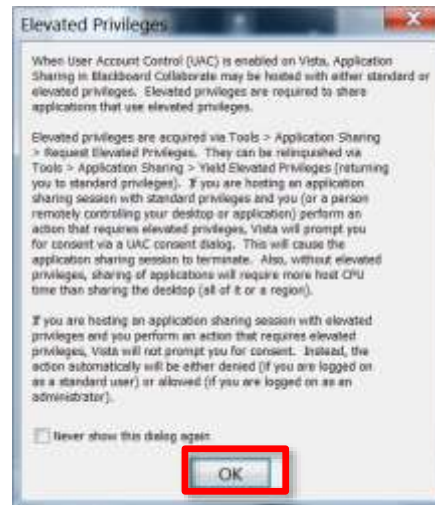 Elevated Privileges
When User Account Control (UAC) is enabled on Vista, Application
Sharing in Blackboard Collaborate may be hosted with either standard or
elevated privileges.  Elevated privileges are required to share
applications that use elevated privileges.
Elevated privileges are acquired via Tools > Application Sharing
> Request Elevated Privileges.  They can be relinquished via
Tools > Application Sharing > Yield Elevated Privileges (returning
you to standard privileges).  If you are hosting an application
sharing session with standard privileges and you (or a person
remotely controlling your desktop or application) perform an
action that requires elevated privileges, Vista will prompt you
for consent via a UAC consent dialog.  This will cause the
application sharing session to terminate.  Also, without elevated
privileges, sharing of applications will require more host CPU
time than sharing the desktop (all of it or a region).
If you are hosting an application sharing session with elevated
privileges and you perform an action that requires elevated
privileges, Vista will not prompt you for consent.  Instead, the
action automatically will be either denied (if you are logged on
as a standard user) or allowed (if you are logged on as an
administrator).
Never show this dialog again
OK